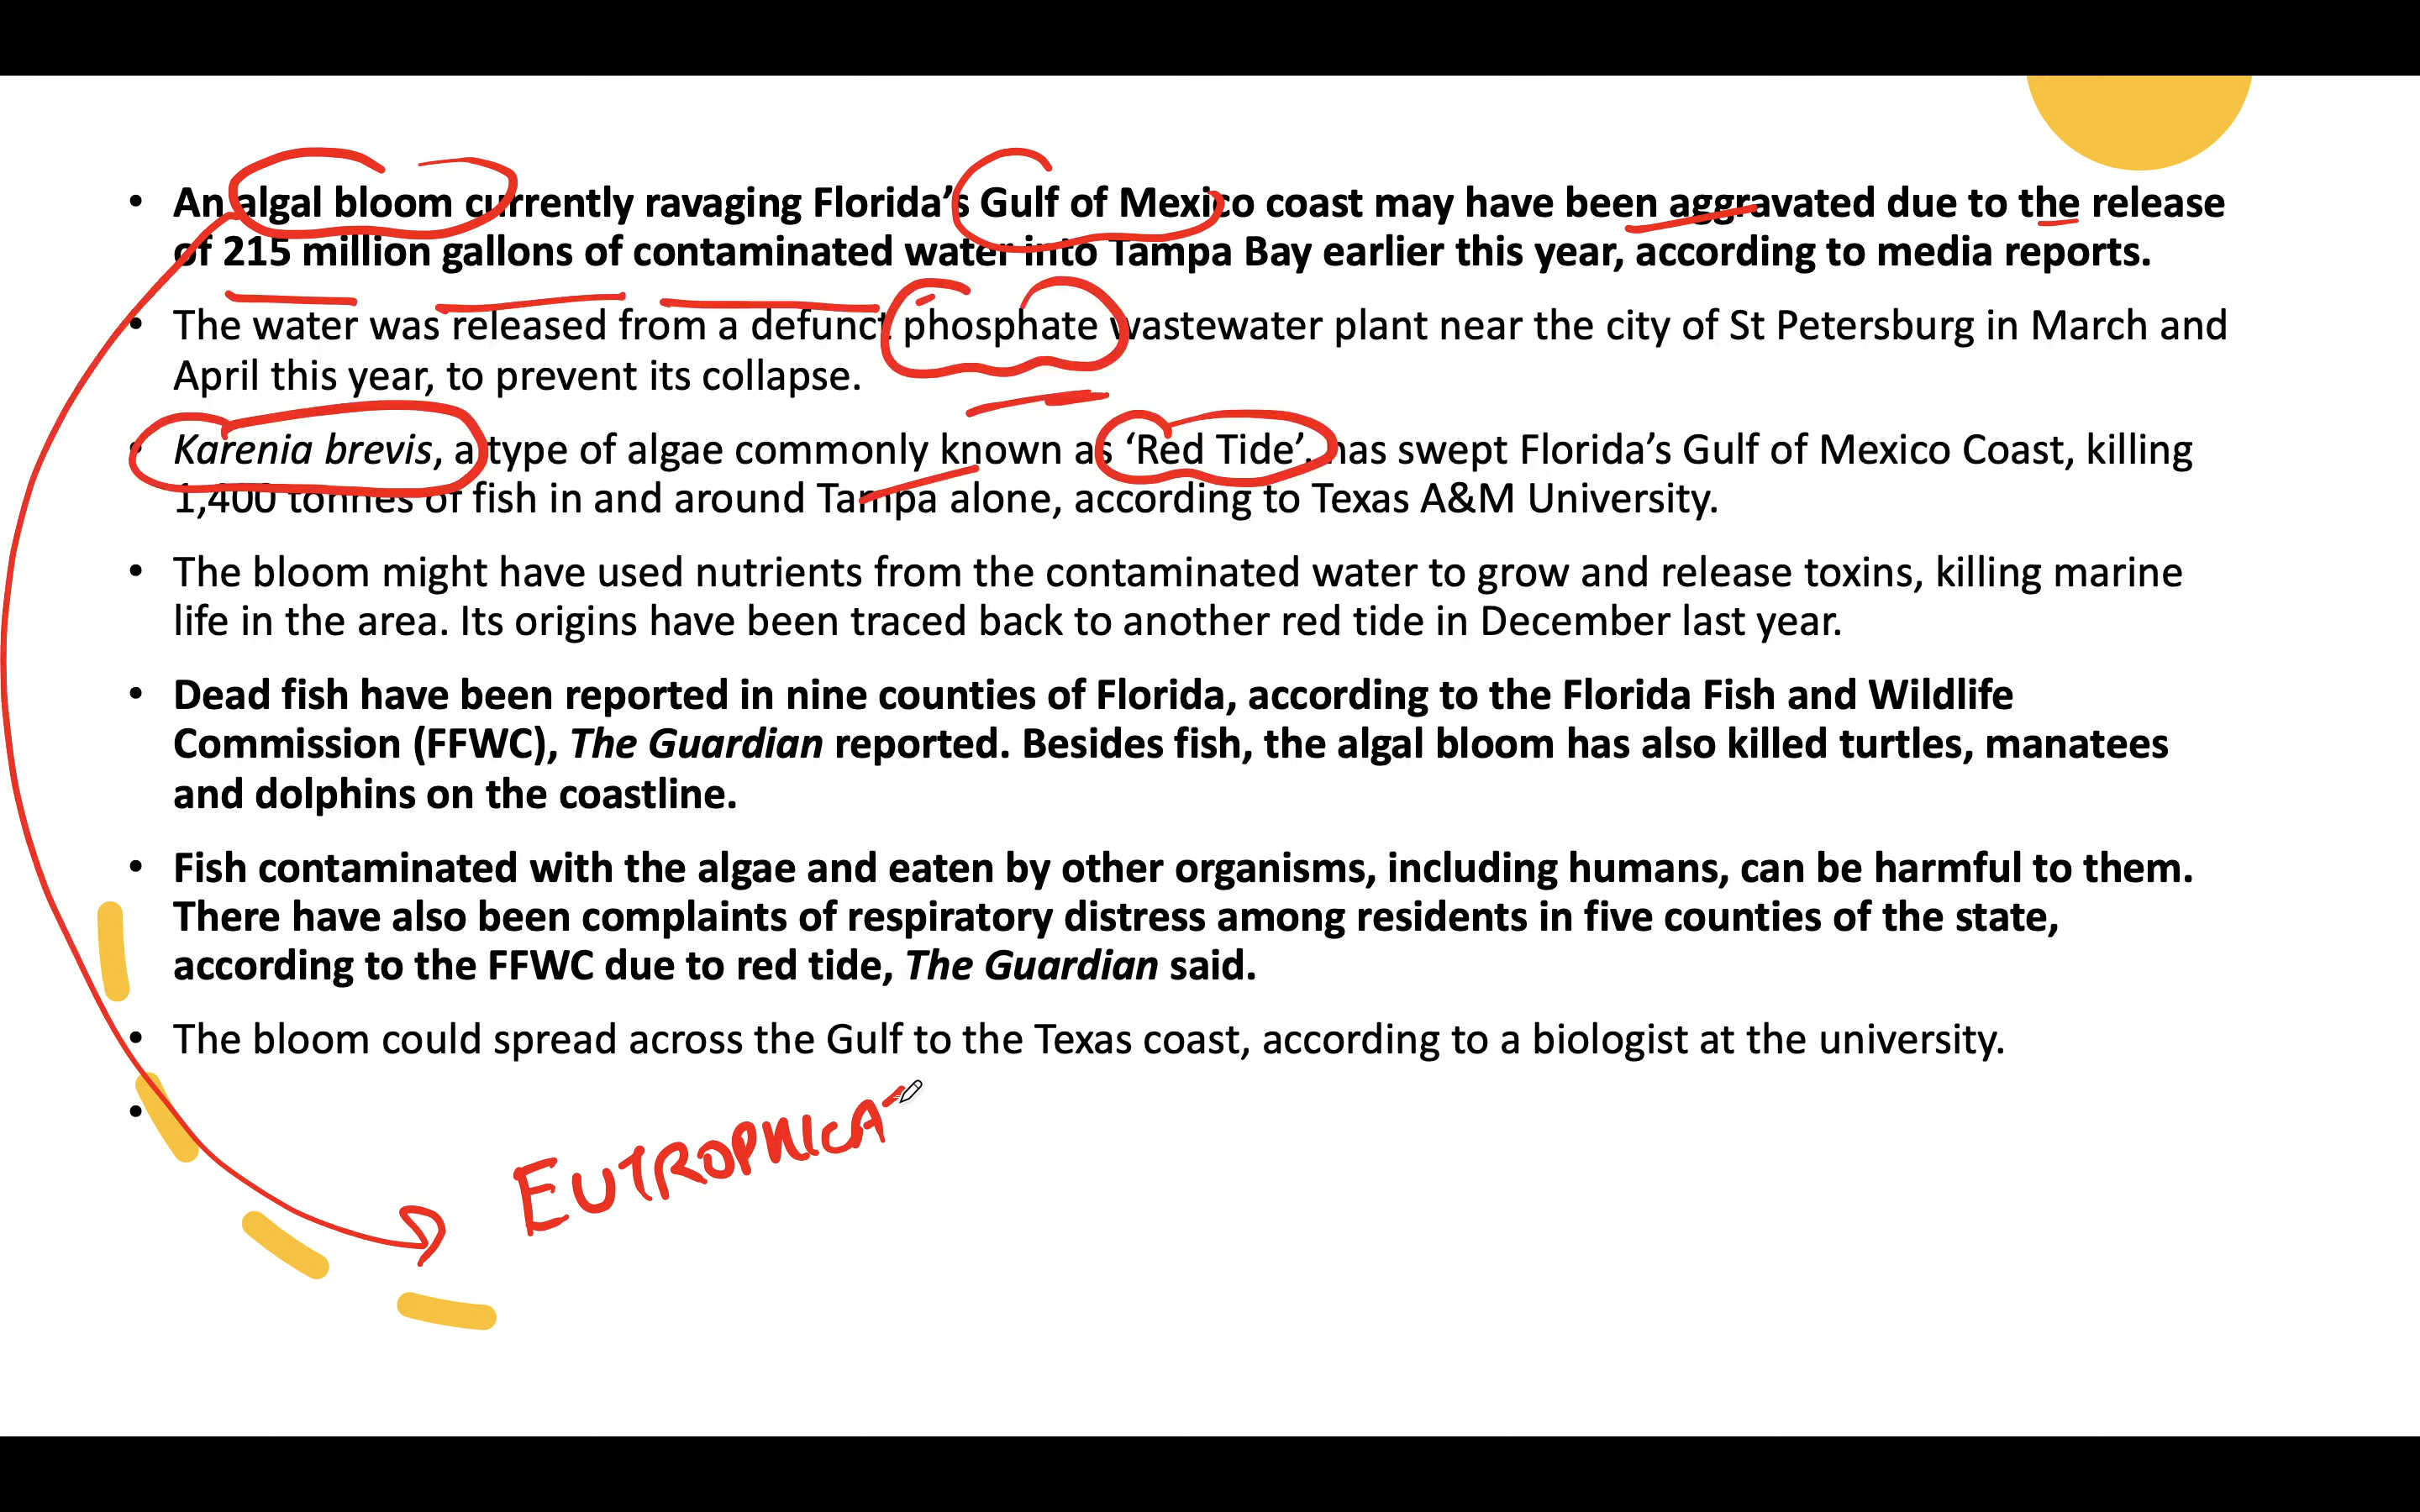 • An algal bloom currently ravaging Florida’s Gulf of Mexico coast may have been aggravated due to the release
of 215 million gallons of contaminated water into Tampa Bay earlier this year, according to media reports.
• The water was released from a defunct phosphate wastewater plant near the city of St Petersburg in March and
April this year, to prevent its collapse.
• Karenia brevis, a type of algae commonly known as ‘Red Tide’, has swept Florida’s Gulf of Mexico Coast, killing
1,400 tonnes of fish in and around Tampa alone, according to Texas A&M University.
• The bloom might have used nutrients from the contaminated water to grow and release toxins, killing marine
life in the area. Its origins have been traced back to another red tide in December last year.
• Dead fish have been reported in nine counties of Florida, according to the Florida Fish and Wildlife
Commission (FFWC), The Guardian reported. Besides fish, the algal bloom has also killed turtles, manatees
and dolphins on the coastline.
• Fish contaminated with the algae and eaten by other organisms, including humans, can be harmful to them.
There have also been complaints of respiratory distress among residents in five counties of the state,
according to the FFWC due to red tide, The Guardian said.
• The bloom could spread across the Gulf to the Texas coast, according to a biologist at the university.
•
EUTROPHICA